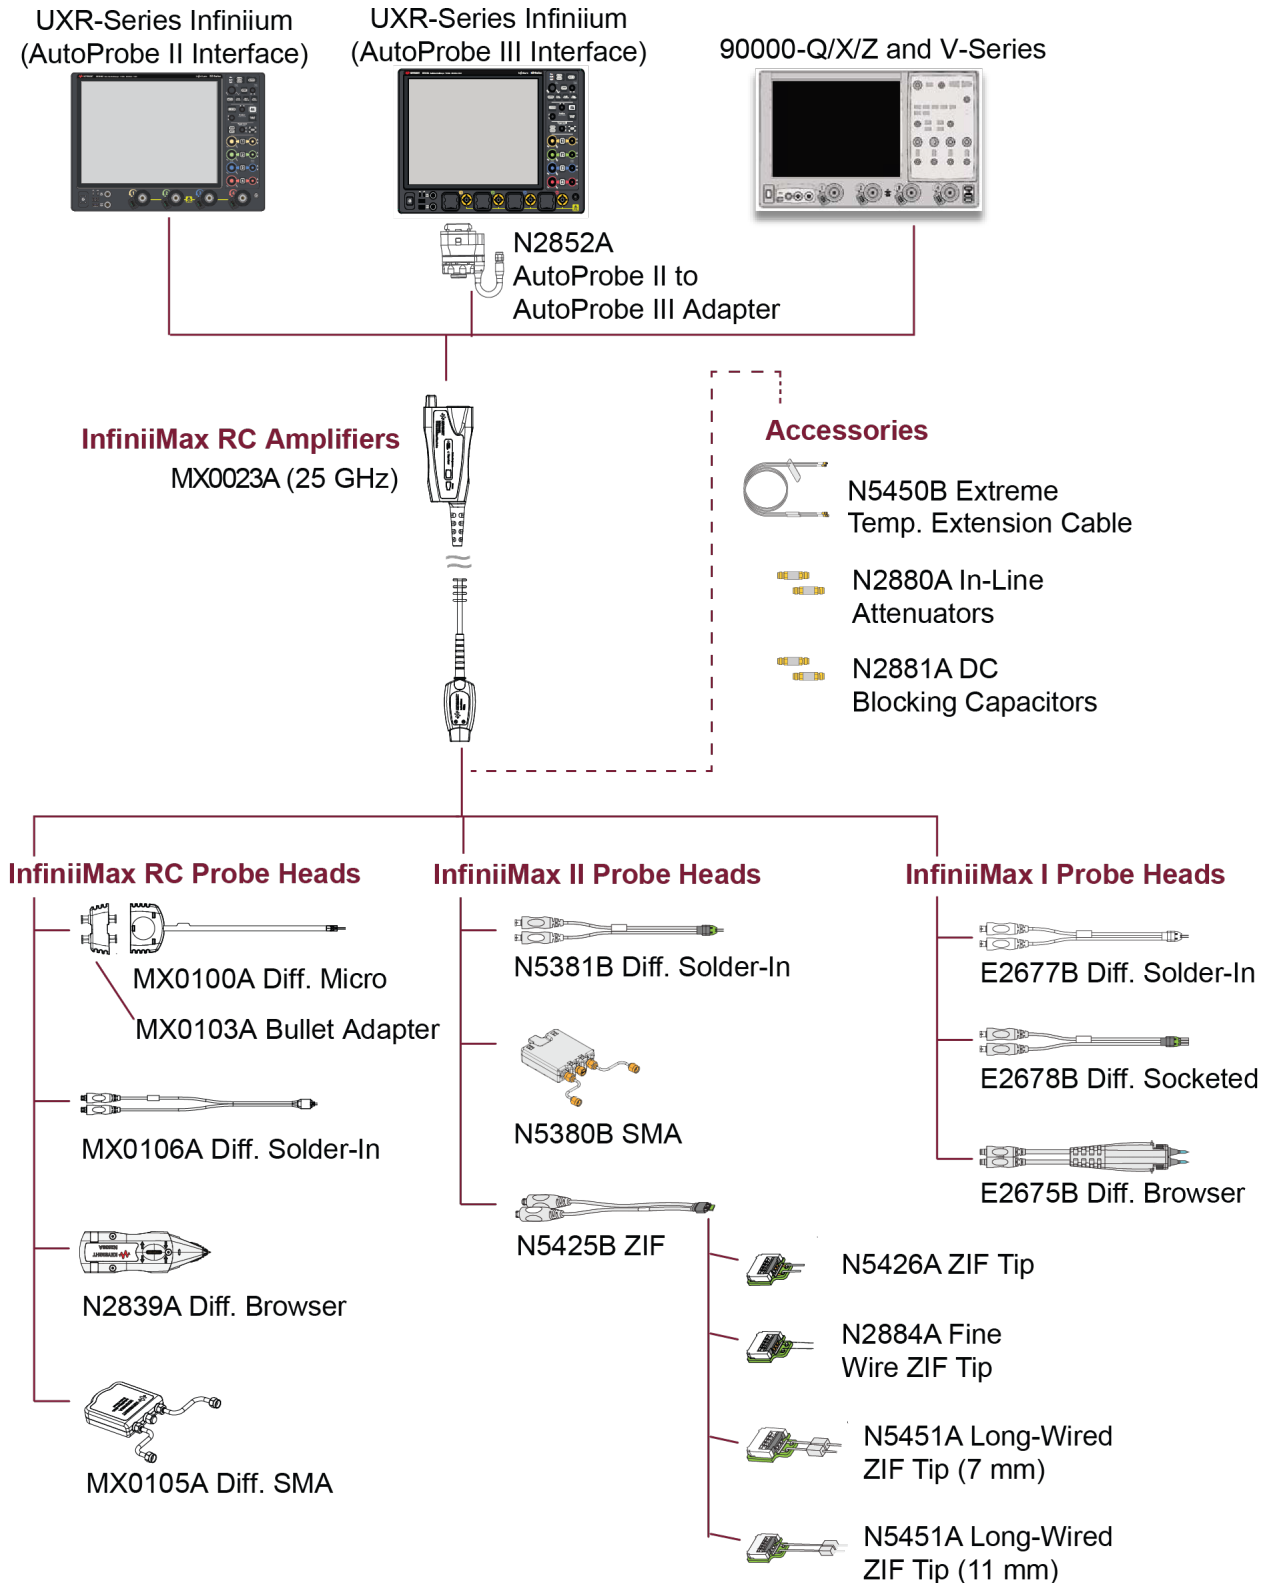 UXR-Series Infiniium
(AutoProbe II Interface)
UXR-Series Infiniium
(AutoProbe III Interface)
90000-Q/X/Z and V-Series
N2852A
AutoProbe II to
AutoProbe III Adapter
InfiniiMax RC Amplifiers
MX0023A (25 GHz)
Accessories
N5450B Extreme
Temp. Extension Cable
N2880A In-Line
Attenuators
N2881A DC
Blocking Capacitors
InfiniiMax RC Probe Heads
MX0100A Diff. Micro
MX0103A Bullet Adapter
MX0106A Diff. Solder-In
KEYSIGHT
N2839A Diff. Browser
MX0105A Diff. SMA
InfiniiMax II Probe Heads
N5381B Diff. Solder-In
N5380B SMA
N5425B ZIF
N5426A ZIF Tip
N2884A Fine
Wire ZIF Tip
N5451A Long-Wired
ZIF Tip (7 mm)
N5451A Long-Wired
ZIF Tip (11 mm)
InfiniiMax I Probe Heads
E2677B Diff. Solder-In
E2678B Diff. Socketed
E2675B Diff. Browser